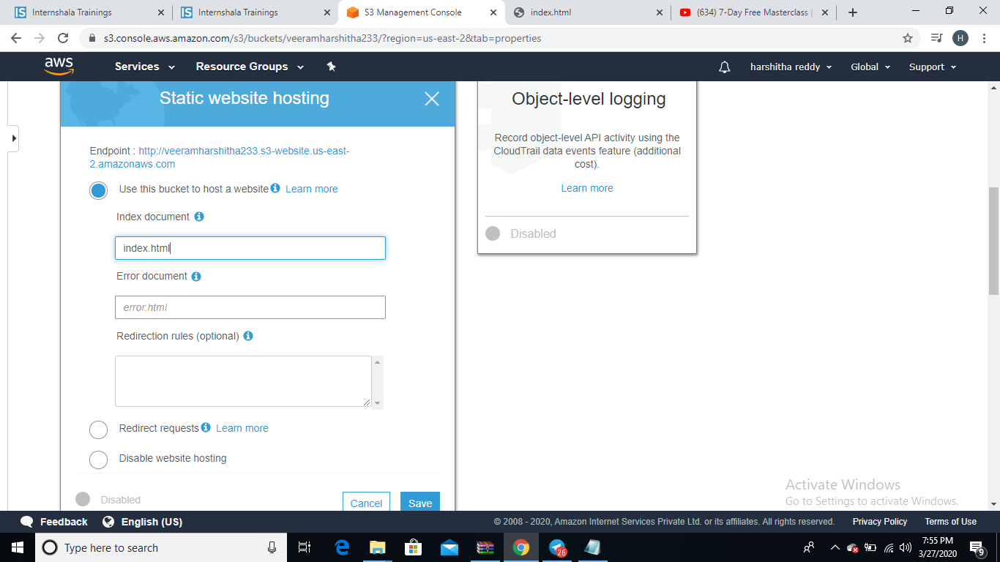 Internshala Trainings
Internshala Trainings
S3 Management Console
index.html
(634) 7-Day Free Masterclass |
s3.console.aws.amazon.com/s3/buckets/veeramharshitha233/?region=us-east-2&tab=properties
H
aws
Services
Resource Groups
harshitha reddy
Global
Support
Static website hosting
Endpoint : http://veeramharshitha233.s3-website.us-east-
2.amazonaws.com
Use this bucket to host a website Learn more
Index document
index.html
Error document
error.html
Redirection rules (optional)
Redirect requests Learn more
Disable website hosting
Disabled
Cancel
Save
Object-level logging
Record object-level API activity using the
CloudTrail data events feature (additional
cost).
Learn more
Disabled
Activate Windows
Go to Settings to activate Windows.
Feedback
English (US)
© 2008 - 2020, Amazon Internet Services Private Ltd. or its affiliates. All rights reserved.
Privacy Policy
Terms of Use
Type here to search
26
7:55 PM
3/27/2020
9